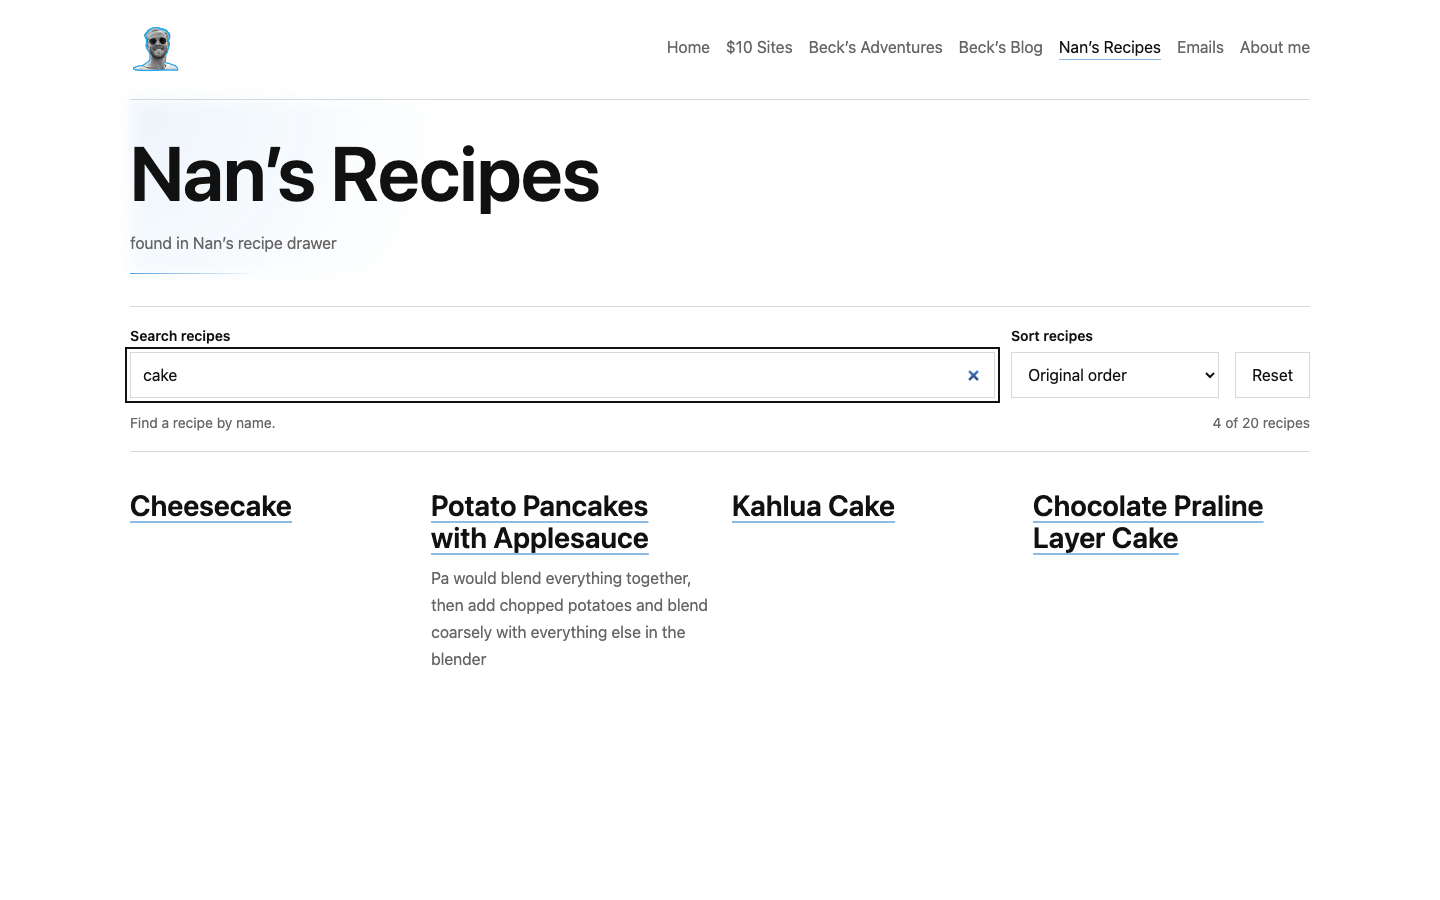 Home $10 Sites Beck’s Adventures Beck’s Blog Nan’s Recipes Emails About me
Nan’s Recipes
found in Nan’s recipe drawer
Search recipes
cake
Sort recipes
Original order
Reset
Find a recipe by name.
4 of 20 recipes
Cheesecake
Potato Pancakes
with Applesauce
Pa would blend everything together,
then add chopped potatoes and blend
coarsely with everything else in the
blender
Kahlua Cake
Chocolate Praline
Layer Cake